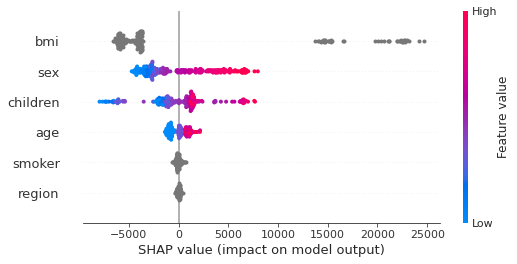 High
bmi
sex
children
age
smoker
region
Feature value
Low
−5000 0 5000 10000 15000 20000 25000
SHAP value (impact on model output)